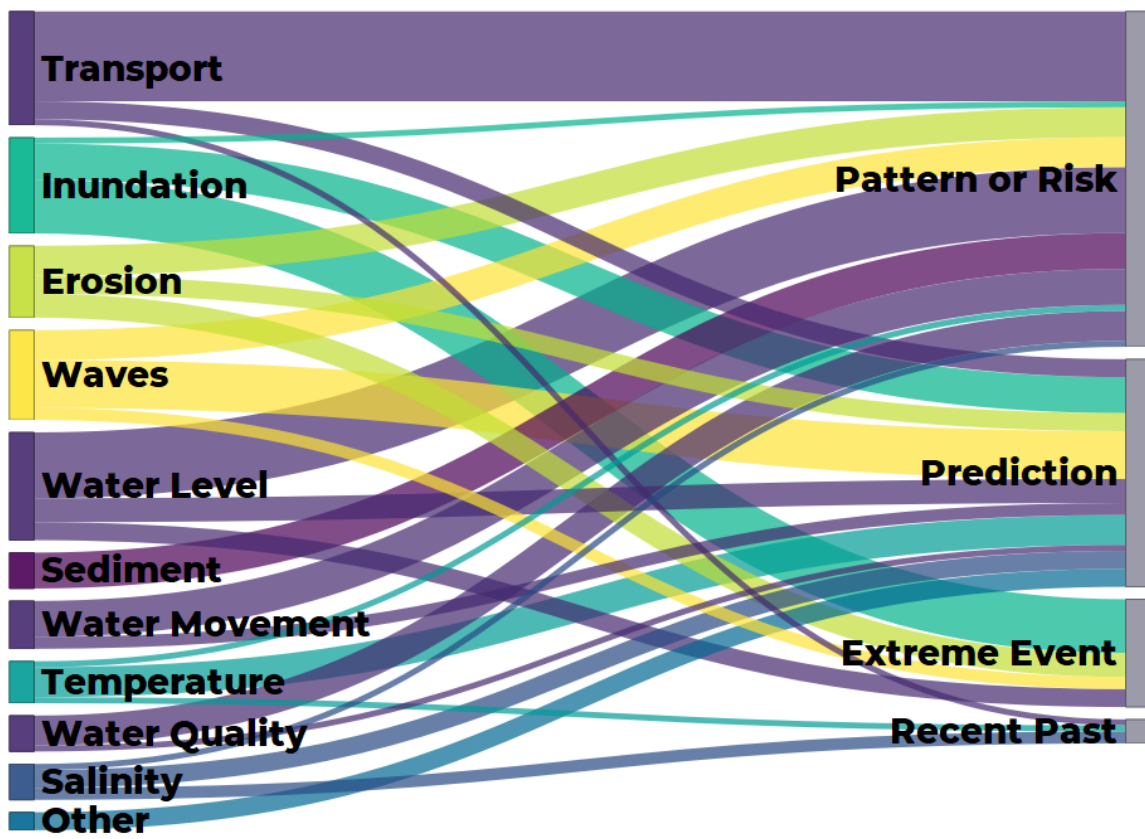 Transport
Inundation
Erosion
Waves
Water Level
Sediment
Water Movement
Temperature
Water Quality
Salinity
Other
Pattern or Risk
Prediction
Extreme Event
Recent Past